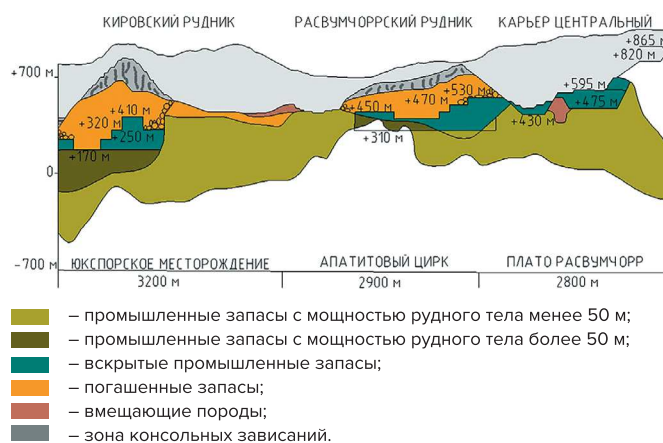 КИРОВСКИЙ РУДНИК РАСВУМЧОРРСКИЙ РУДНИК КАРЬЕР ЦЕНТРАЛЬНЫЙ
+865 м
+820 м
+700 м
+595 м
+530 м
+410 м +450 м +470 м +475 м
+320 м +430 м
+250 м +310 м
+170 м
0
-700 м ЮКСПОРСКОЕ МЕСТОРОЖДЕНИЕ АПАТИТОВЫЙ ЦИРК ПЛАТО РАСВУМЧОРР
3200 м 2900 м 2800 м
– промышленные запасы с мощностью рудного тела менее 50 м;
– промышленные запасы с мощностью рудного тела более 50 м;
– вскрытые промышленные запасы;
– погашенные запасы;
– вмещающие породы;
– зона консольных зависаний.